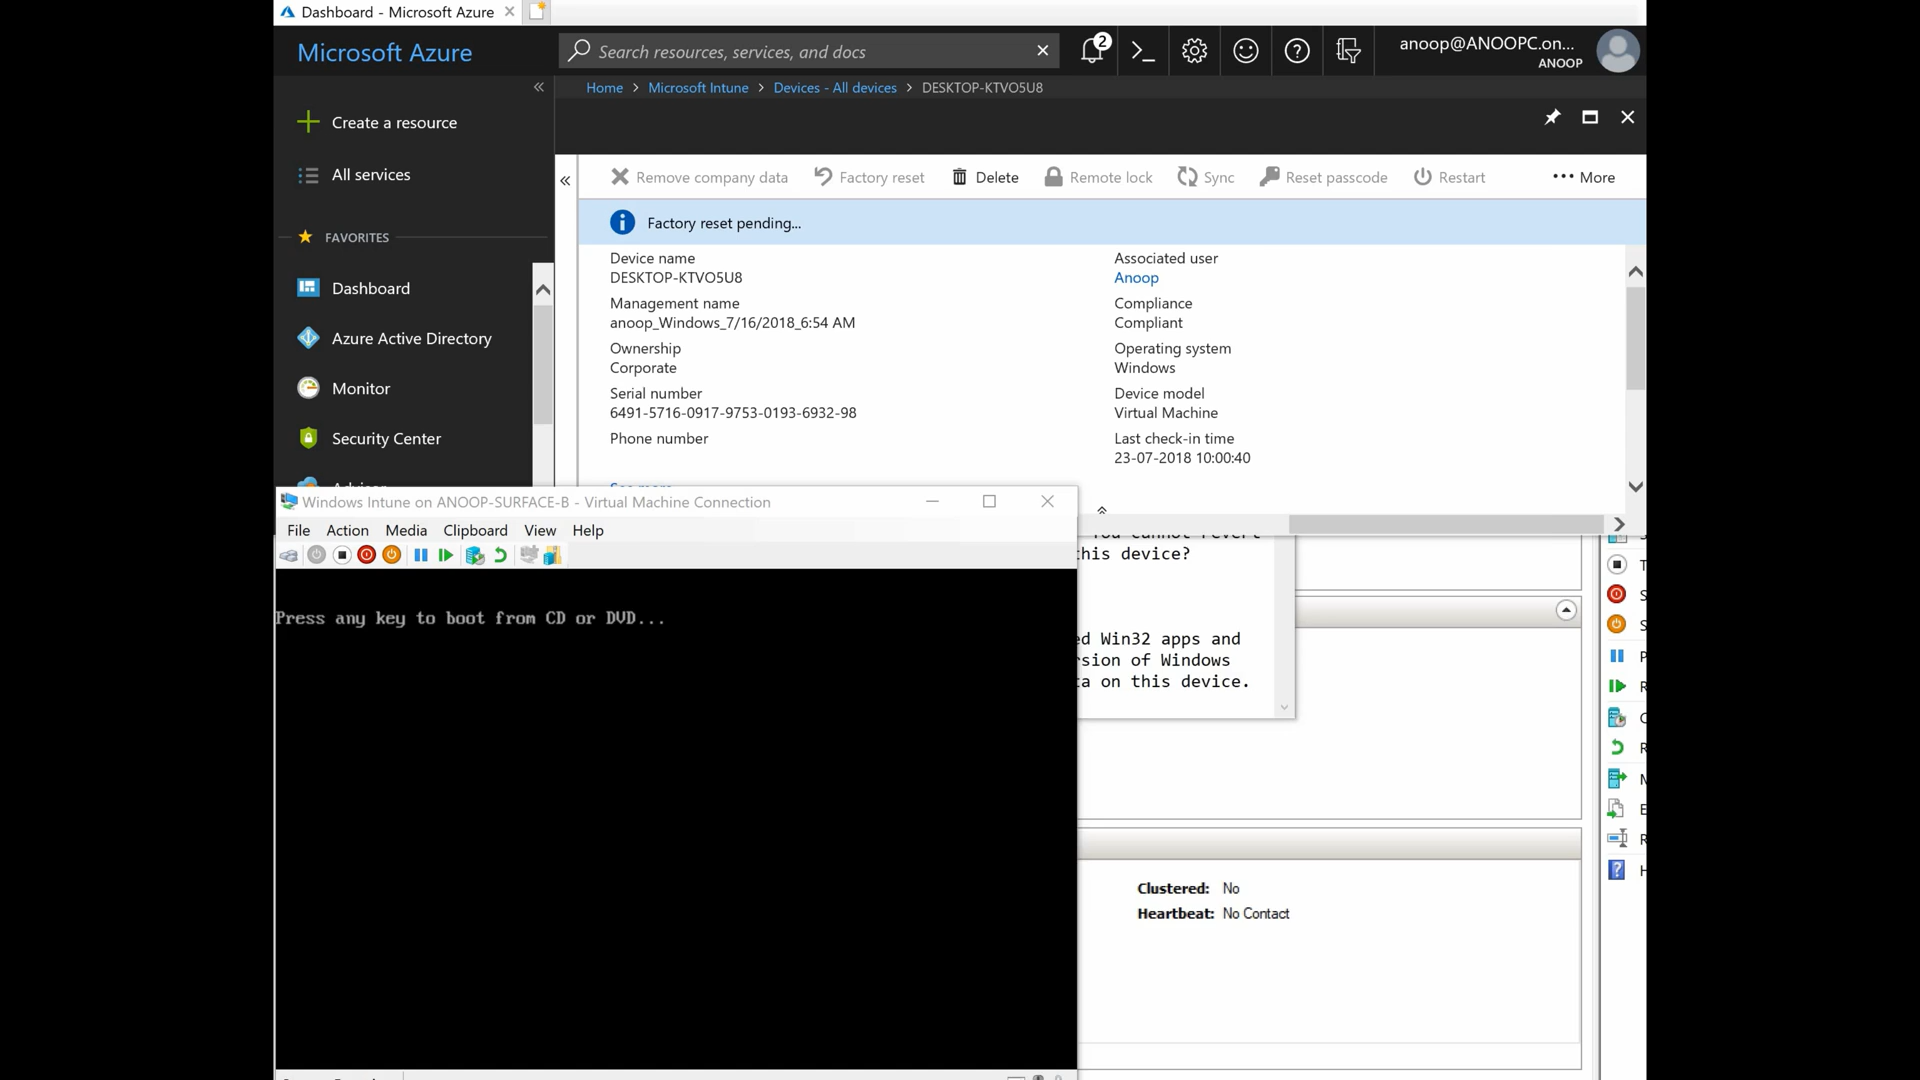 Dashboard - Microsoft Azure
Microsoft Azure
Search resources, services, and docs
2
anoop@ANOOPC.on...
ANOOP
Home > Microsoft Intune > Devices - All devices > DESKTOP-KTVO5U8
Create a resource
All services
FAVORITES
Dashboard
Azure Active Directory
Monitor
Security Center
Remove company data
Factory reset
Delete
Remote lock
Sync
Reset passcode
Restart
More
Factory reset pending...
Device name
DESKTOP-KTVO5U8
Management name
anoop_Windows_7/16/2018_6:54 AM
Ownership
Corporate
Serial number
6491-5716-0917-9753-0193-6932-98
Phone number
Associated user
Anoop
Compliance
Compliant
Operating system
Windows
Device model
Virtual Machine
Last check-in time
23-07-2018 10:00:40
Windows Intune on ANOOP-SURFACE-B - Virtual Machine Connection
File Action Media Clipboard View Help
Press any key to boot from CD or DVD...
this device?
Win32 apps and
of Windows
on this device.
Clustered: No
Heartbeat: No Contact